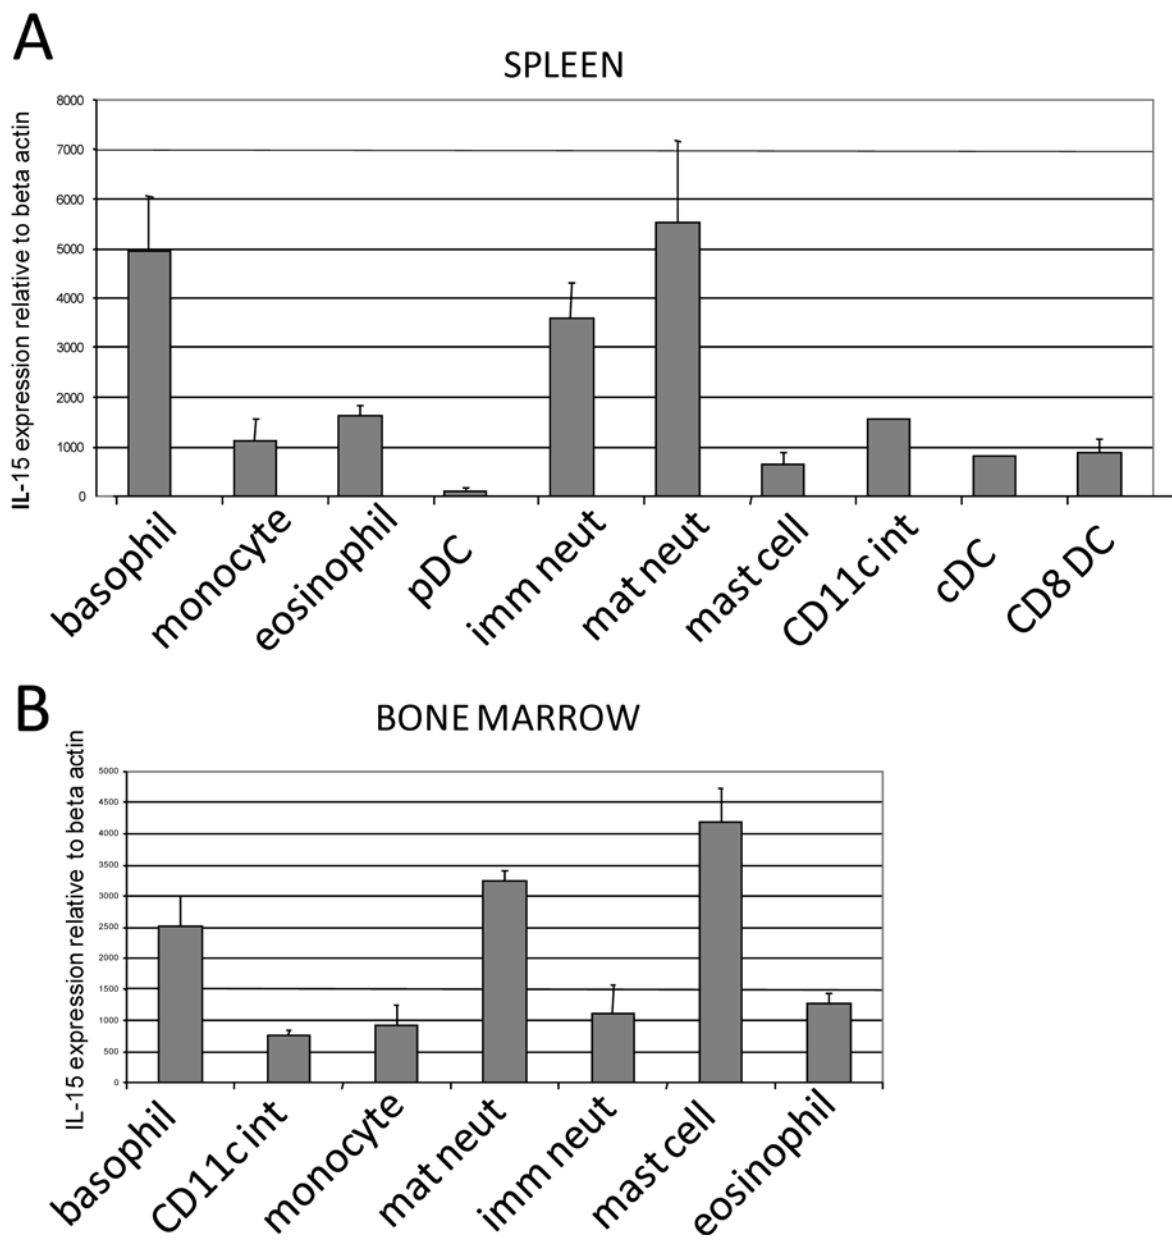 A
SPLEEN
IL-15 expression relative to beta actin
8000
7000
6000
5000
4000
3000
2000
1000
0
basophil
monocyte
eosinophil
pDC
imm neut
mat neut
mast cell
CD11c int
cDC
CD8 DC
B
BONE MARROW
IL-15 expression relative to beta actin
5000
4500
4000
3500
3000
2500
2000
1500
1000
500
0
basophil
CD11c int
monocyte
mat neut
imm neut
mast cell
eosinophil